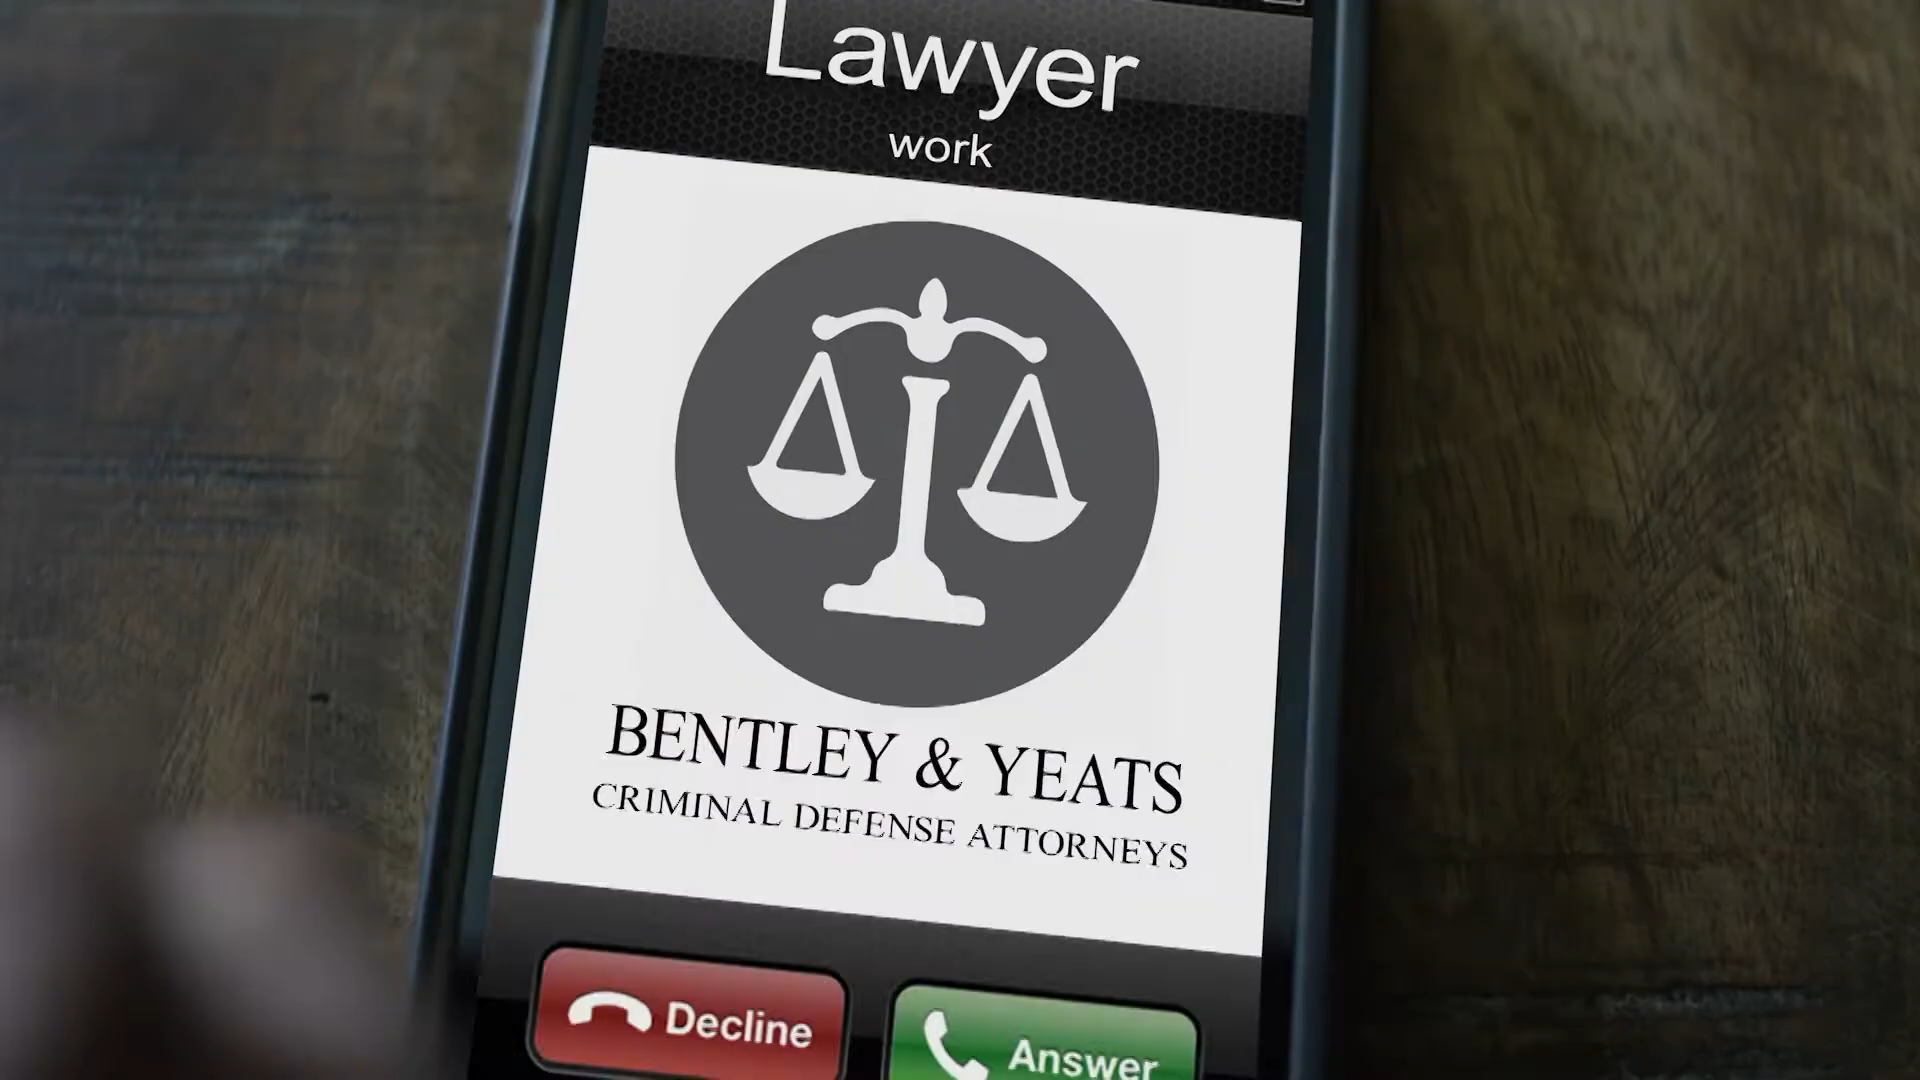 Lawyer
work
BENTLEY & YEATS
CRIMINAL DEFENSE ATTORNEYS
Decline
Answer